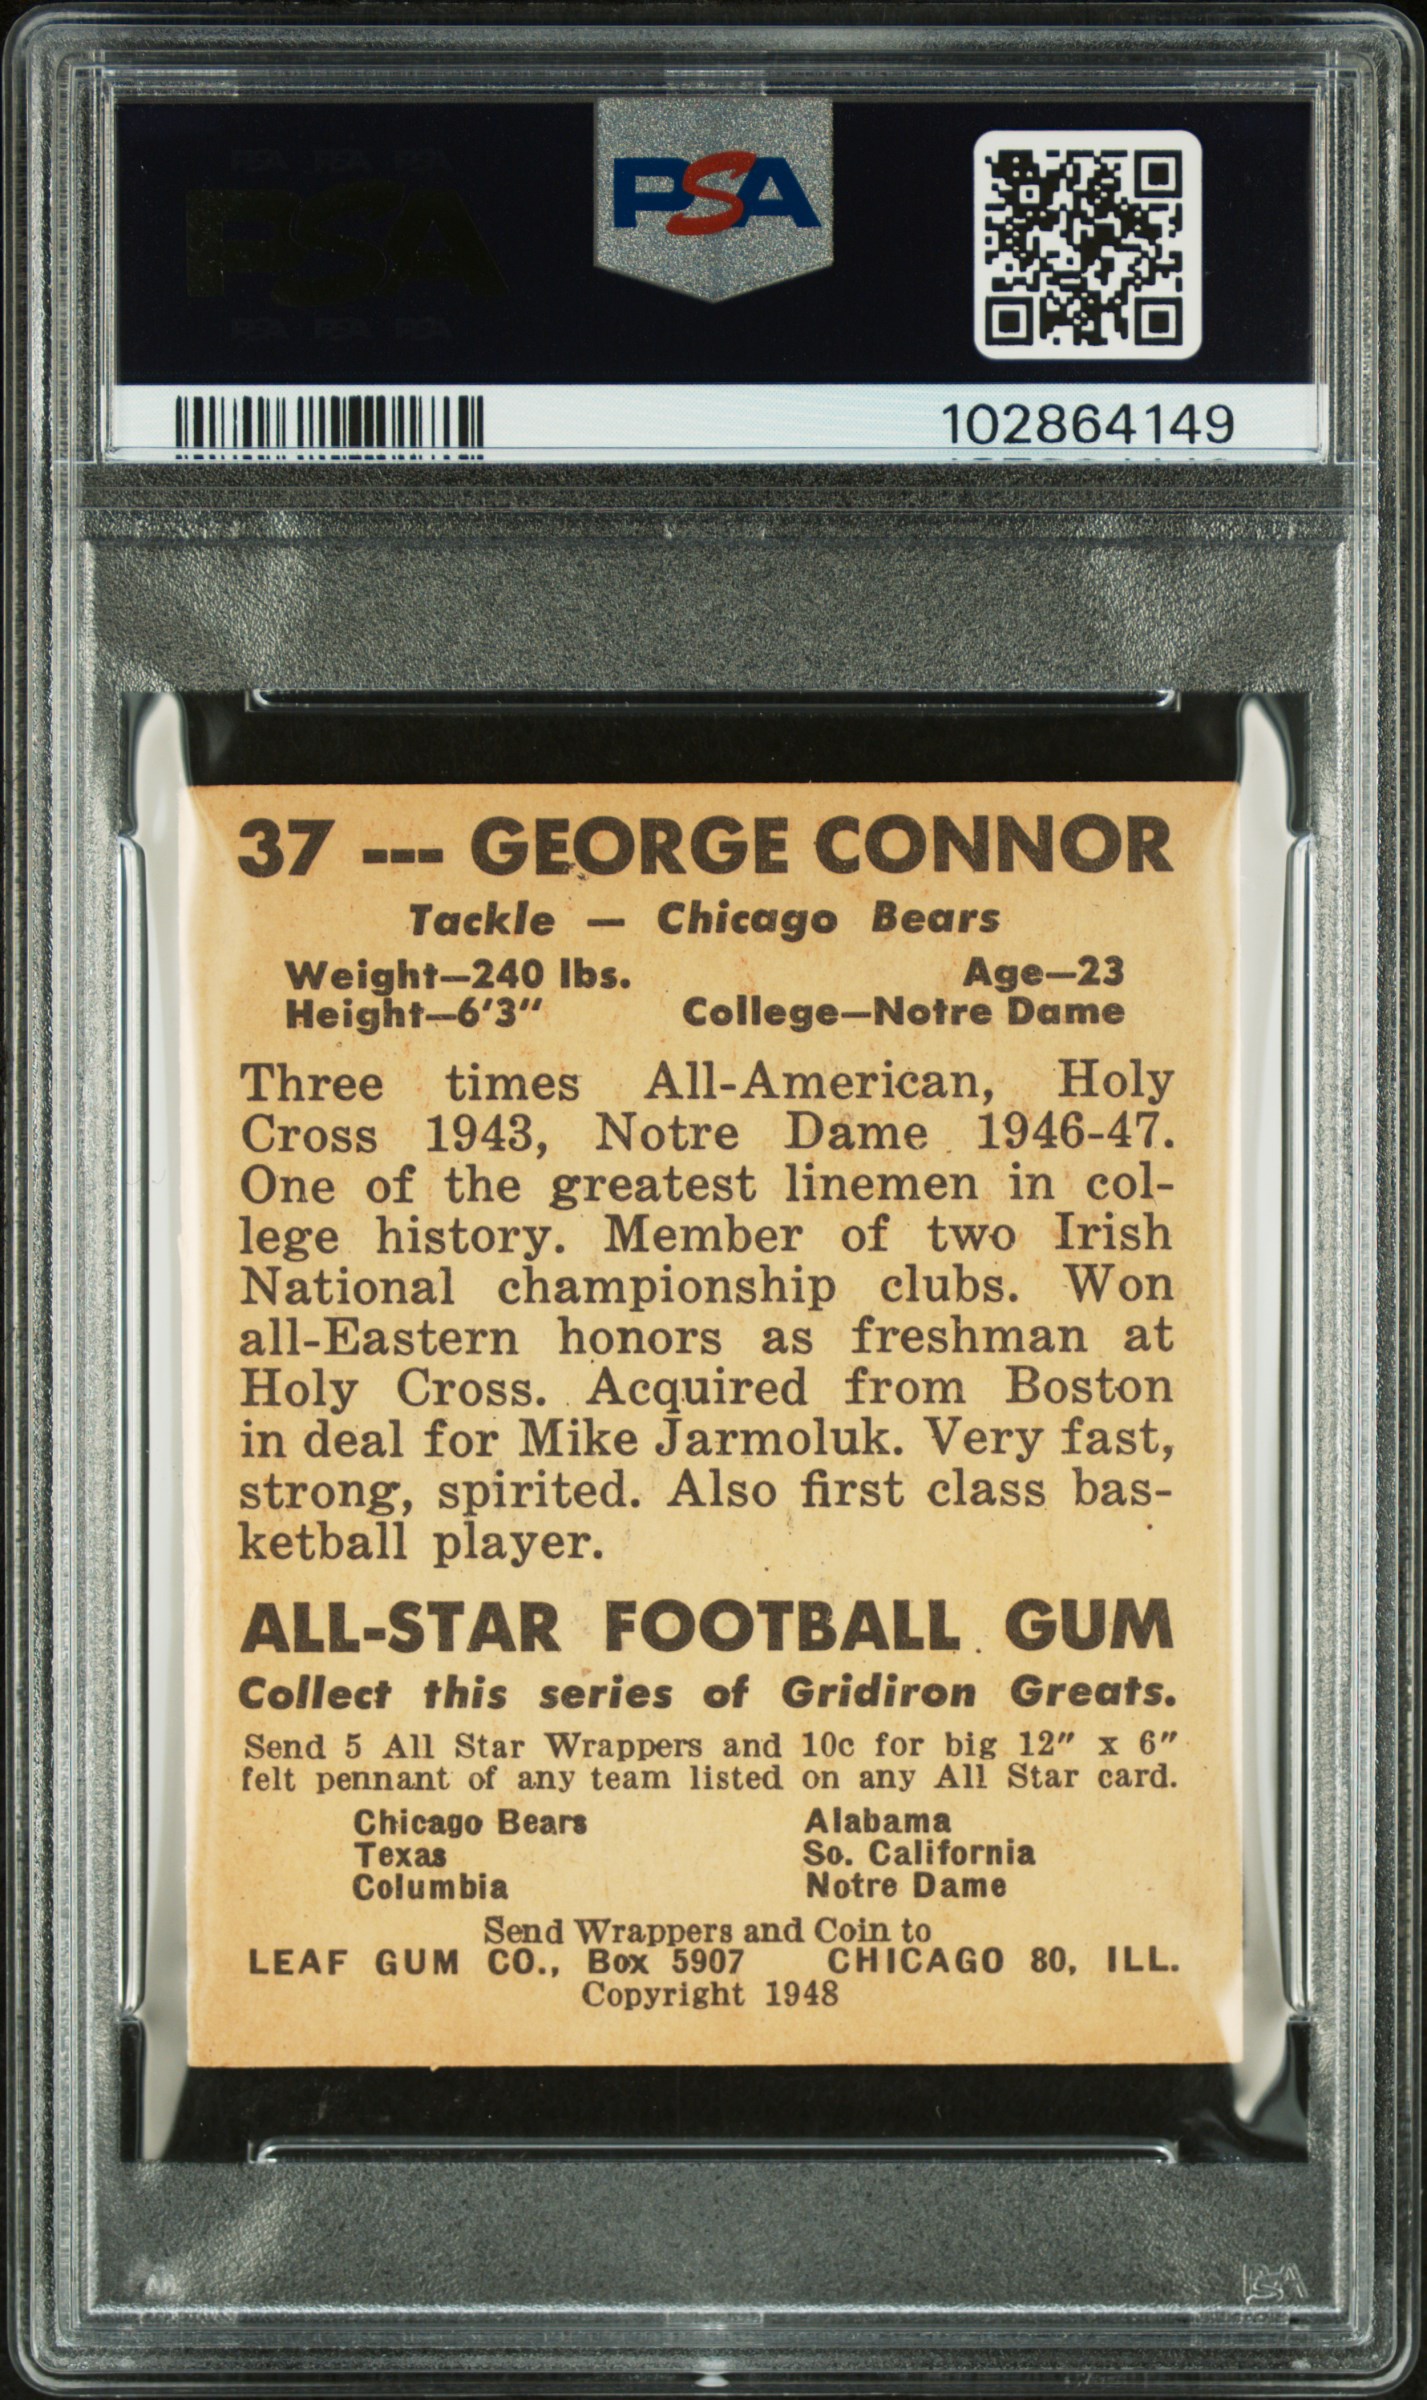 PSA
102864149
37 --- GEORGE CONNOR
Tackle — Chicago Bears
Weight—240 lbs. Age—23
Height—6'3" College—Notre Dame
Three times All-American, Holy
Cross 1943, Notre Dame 1946-47.
One of the greatest linemen in col-
lege history. Member of two Irish
National championship clubs. Won
all-Eastern honors as freshman at
Holy Cross. Acquired from Boston
in deal for Mike Jarmoluk. Very fast,
strong, spirited. Also first class bas-
ketball player.
ALL-STAR FOOTBALL GUM
Collect this series of Gridiron Greats.
Send 5 All Star Wrappers and 10c for big 12" x 6"
felt pennant of any team listed on any All Star card.
Chicago Bears Alabama
Texas So. California
Columbia Notre Dame
Send Wrappers and Coin to
LEAF GUM CO., Box 5907 CHICAGO 80, ILL.
Copyright 1948
PSA